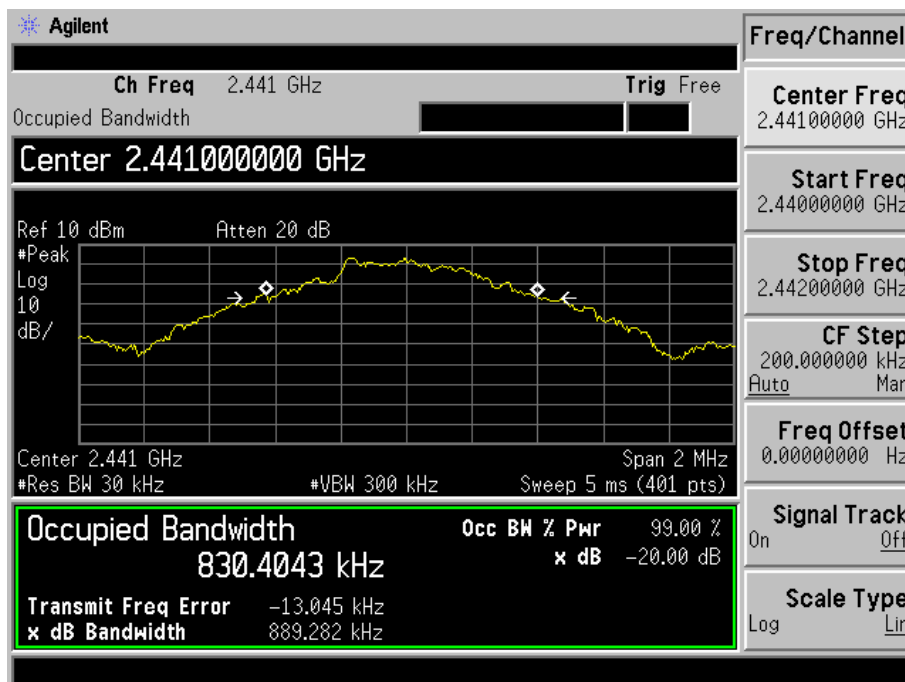 Agilent
Freq/Channel
Ch Freq 2.441 GHz Trig Free
Occupied Bandwidth
Center 2.441000000 GHz
Ref 10 dBm Atten 20 dB
#Peak
Log
10
dB/
Center 2.441 GHz Span 2 MHz
#Res BW 30 kHz #VBW 300 kHz Sweep 5 ms (401 pts)
Occupied Bandwidth
830.4043 kHz
Occ BW % Pwr 99.00 %
x dB -20.00 dB
Transmit Freq Error -13.045 kHz
x dB Bandwidth 889.282 kHz
Center Freq
2.44100000 GHz
Start Freq
2.44000000 GHz
Stop Freq
2.44200000 GHz
CF Step
200.000000 kHz
Auto Man
Freq Offset
0.00000000 Hz
Signal Track
On Off
Scale Type
Log Lin